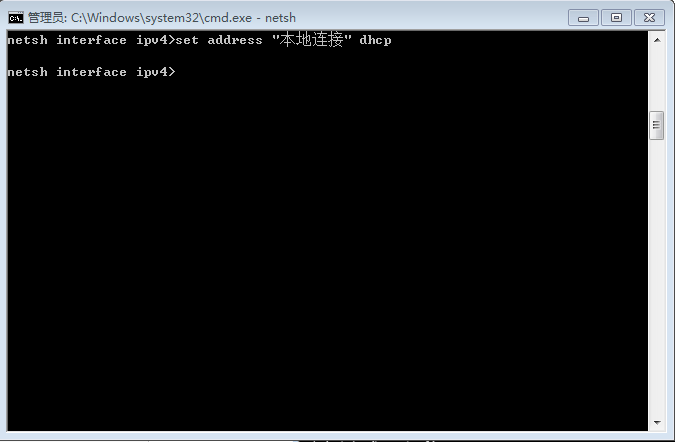 管理员: C:\Windows\system32\cmd.exe - netsh
netsh interface ipv4>set address "本地连接" dhcp
netsh interface ipv4>